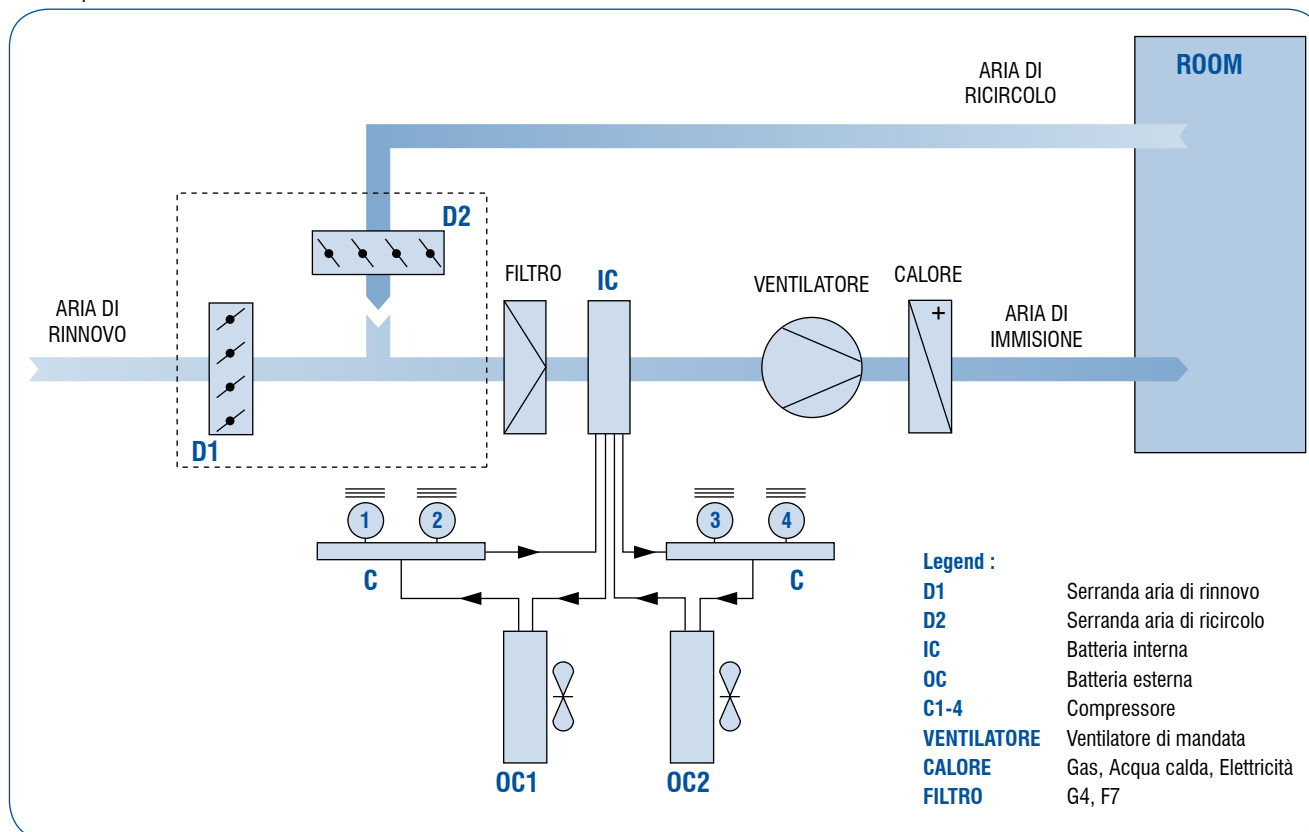 ROOM
ARIA DI
RICIRCOLO
D2
FILTRO
IC
VENTILATORE
CALORE
+
ARIA DI
RINNOVO
ARIA DI
IMMISIONE
D1
1
2
3
4
C
C
OC1
OC2
Legend :
D1 Serranda aria di rinnovo
D2 Serranda aria di ricircolo
IC Batteria interna
OC Batteria esterna
C1-4 Compressore
VENTILATORE Ventilatore di mandata
CALORE Gas, Acqua calda, Elettricità
FILTRO G4, F7